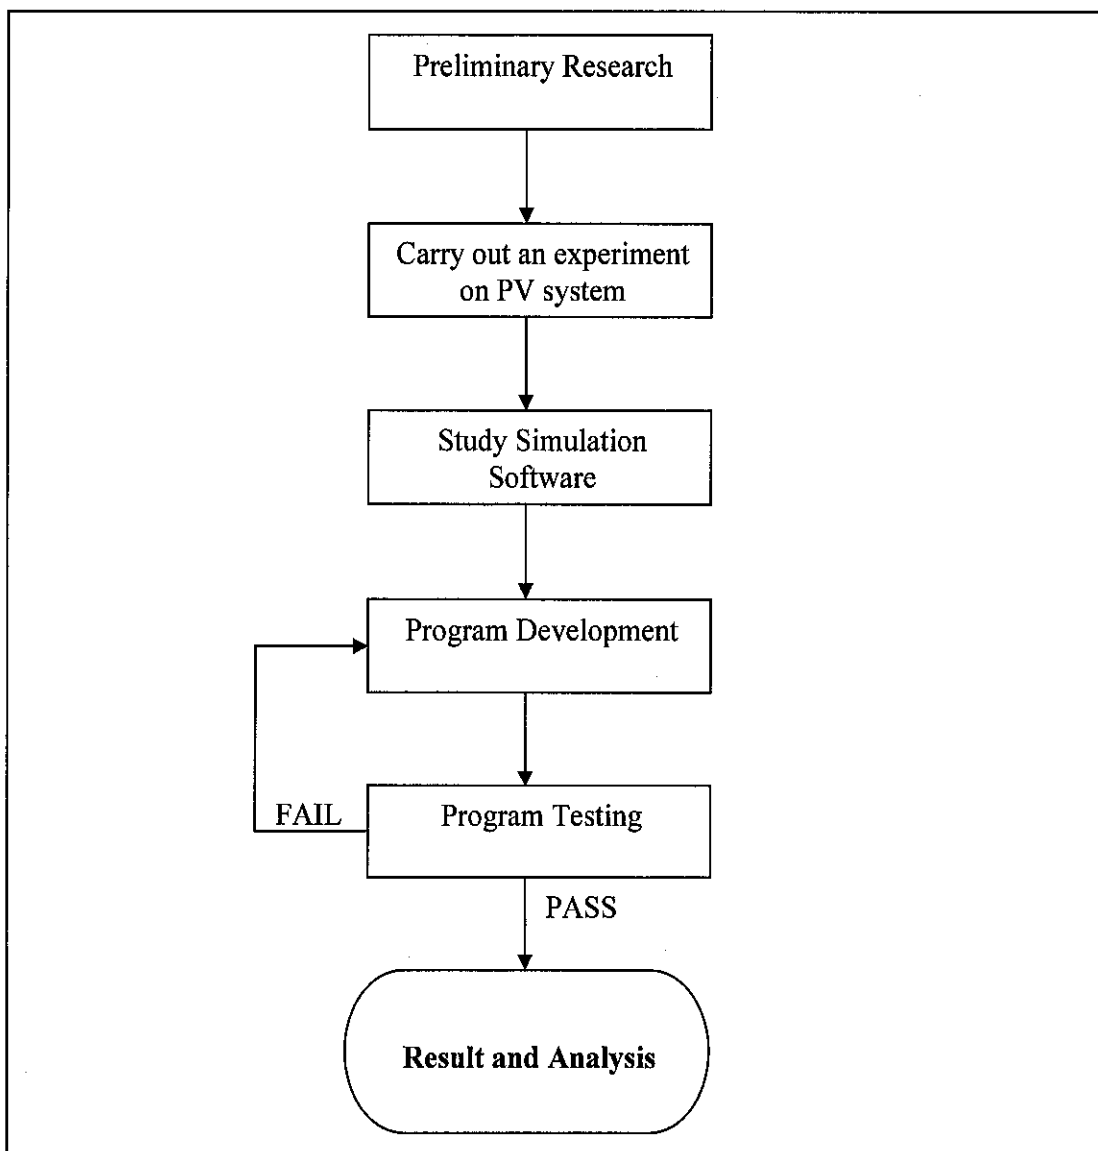 Preliminary Research
Carry out an experiment
on PV system
Study Simulation
Software
Program Development
FAIL
Program Testing
PASS
Result and Analysis